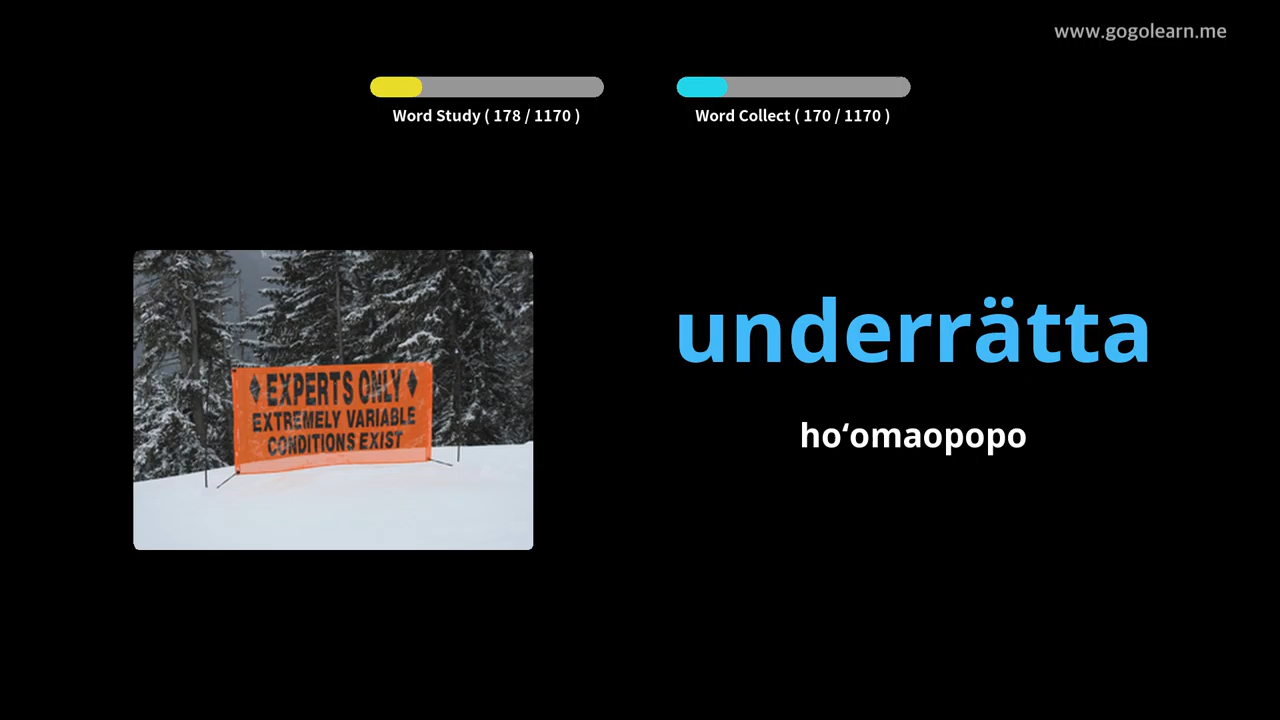 www.gogolearn.me
Word Study ( 178 / 1170 )
Word Collect ( 170 / 1170 )
EXPERTS ONLY
EXTREMELY VARIABLE
CONDITIONS EXIST
underrätta
hoʻomaopopo